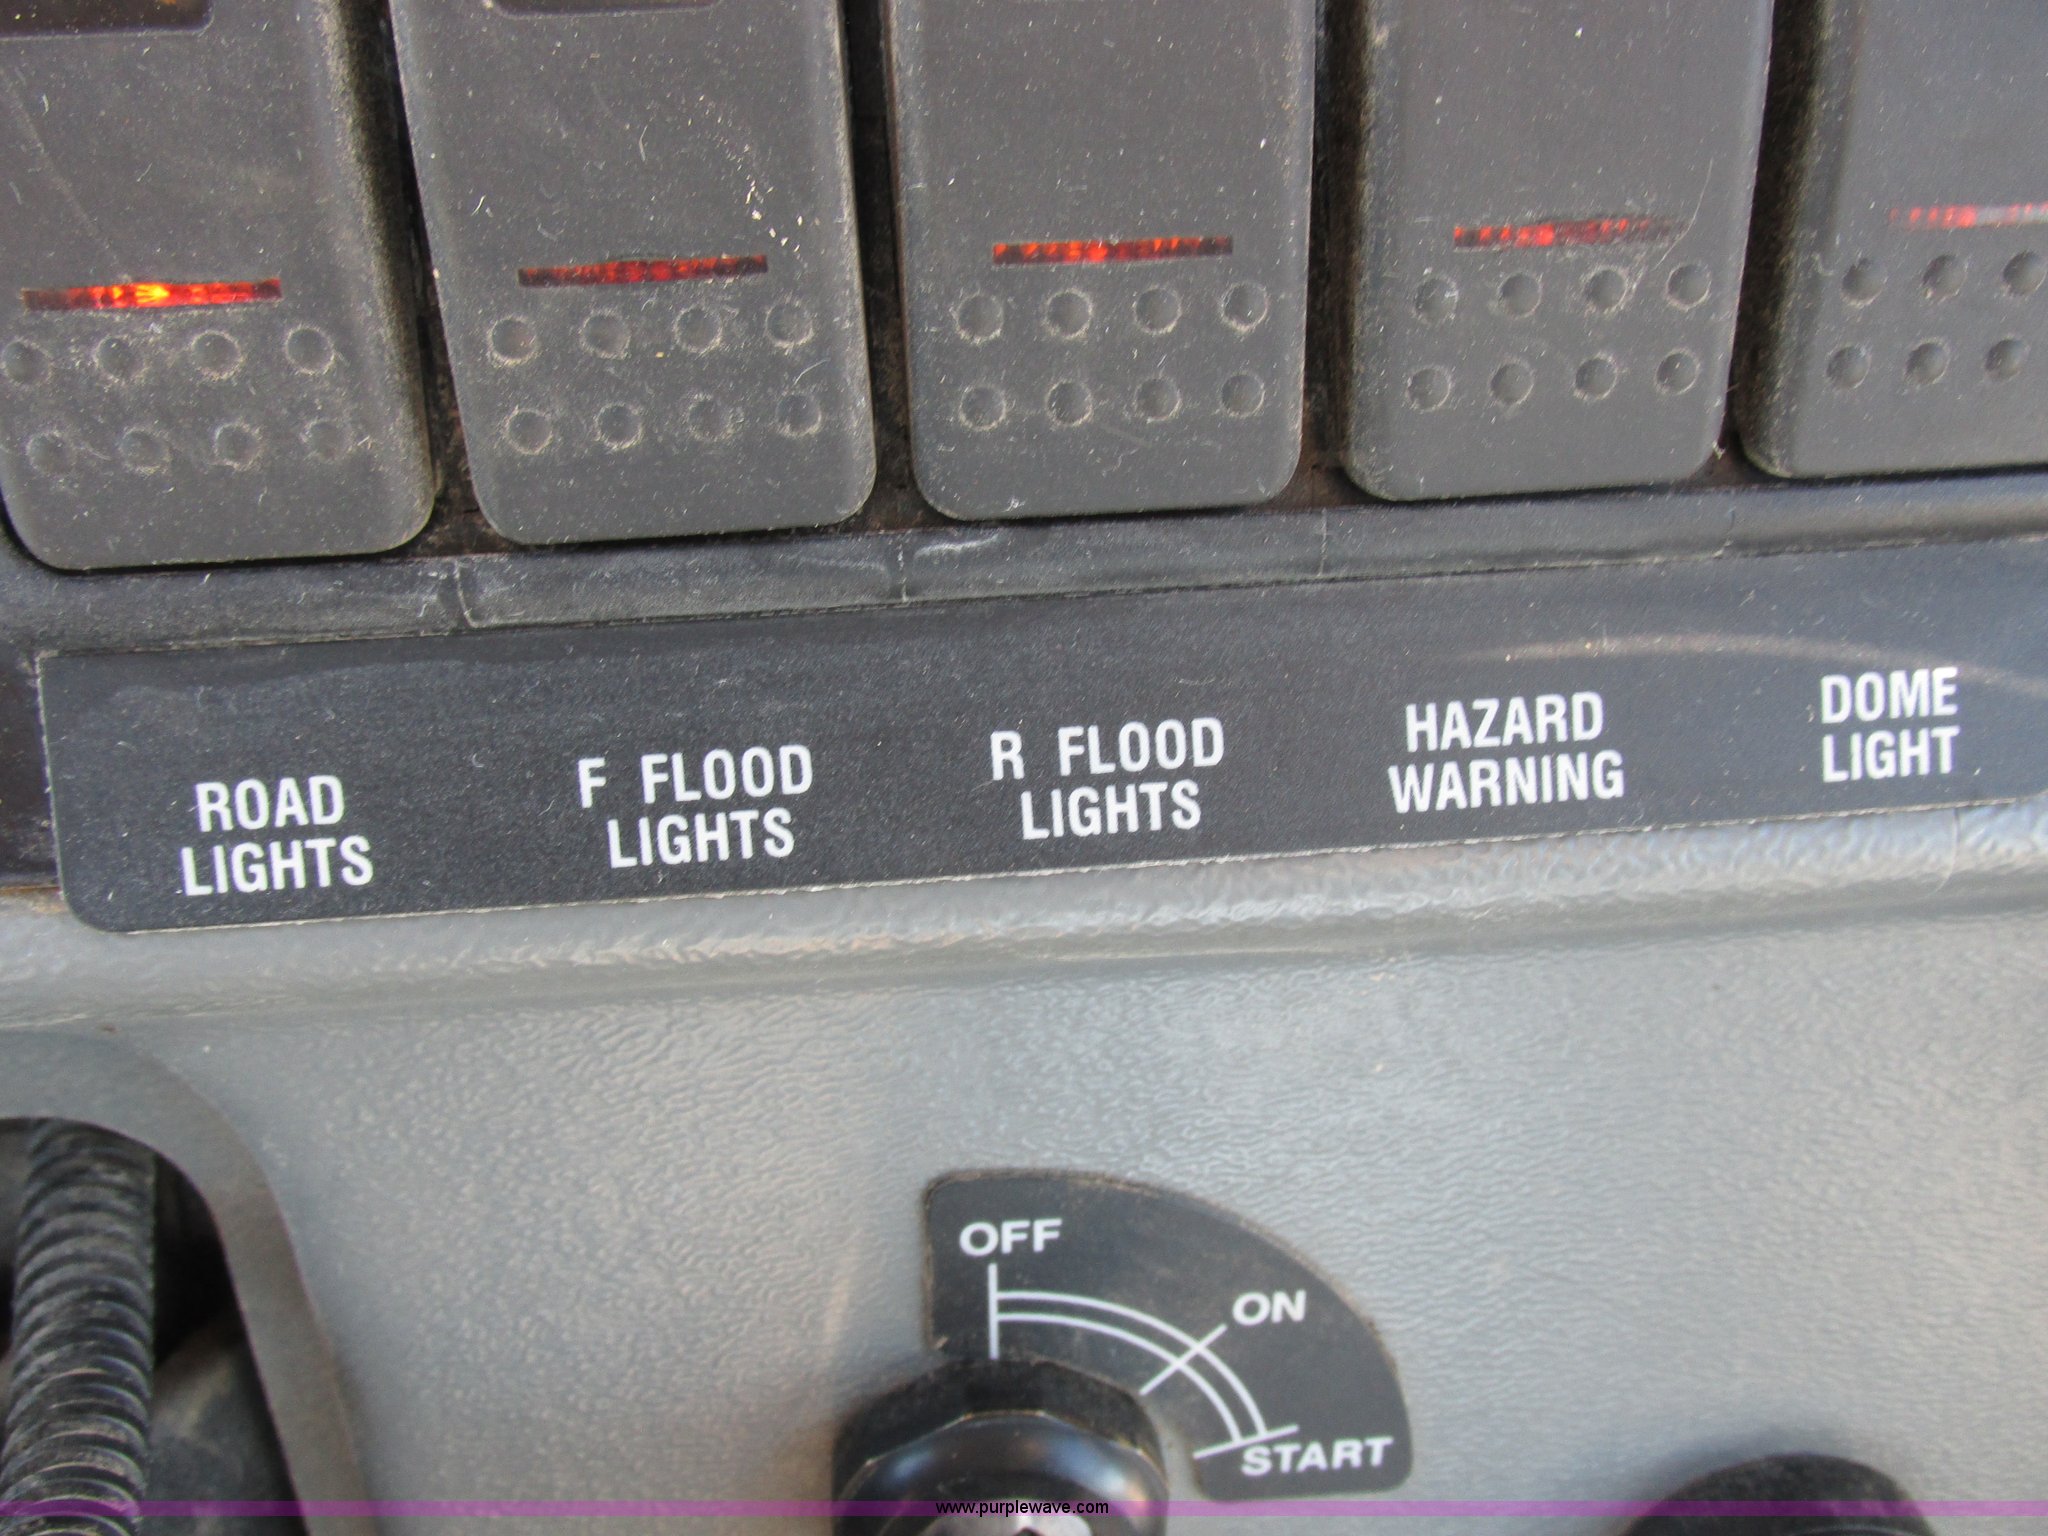 ROAD
LIGHTS
F FLOOD
LIGHTS
R FLOOD
LIGHTS
HAZARD
WARNING
DOME
LIGHT
OFF
ON
START
www.purplewave.com